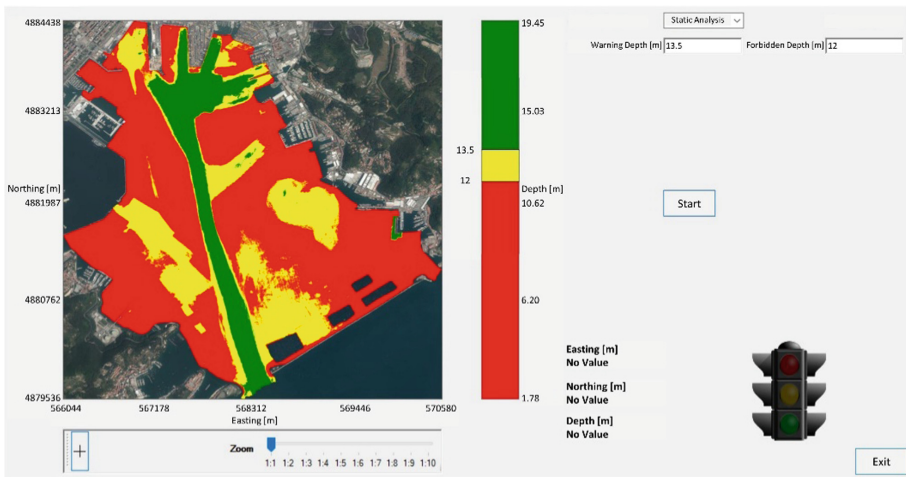 Static Analysis
Warning Depth [m] 13.5 Forbidden Depth [m] 12
4884438
4883213
Northing [m]
4881987
4880762
4879536
566044 567178 568312 569446 570580
Easting [m]
19.45
15.03
13.5
12
Depth [m]
10.62
6.20
1.78
Start
Easting [m]
No Value
Northing [m]
No Value
Depth [m]
No Value
Zoom
1:1 1:2 1:3 1:4 1:5 1:6 1:7 1:8 1:9 1:10
Exit